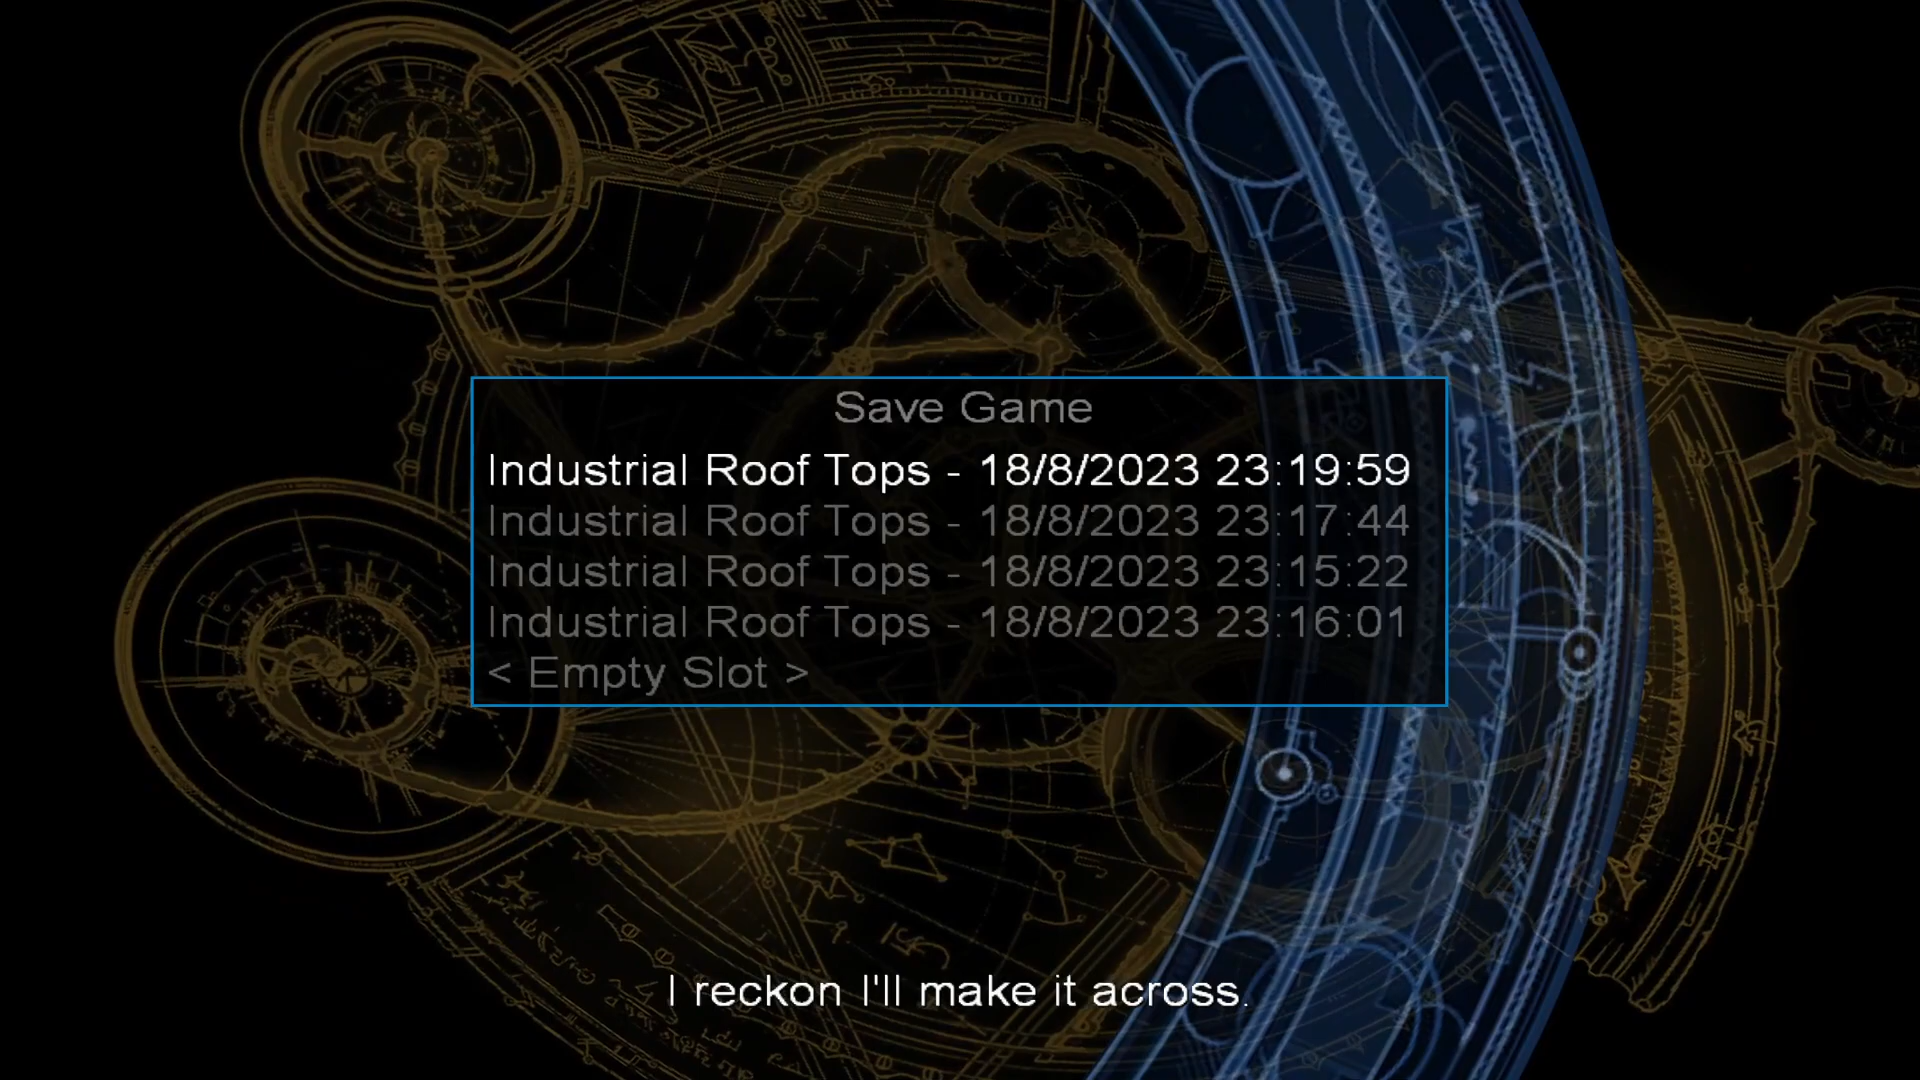 Save Game
Industrial Roof Tops - 18/8/2023 23:19:59
Industrial Roof Tops - 18/8/2023 23:17:44
Industrial Roof Tops - 18/8/2023 23:15:22
Industrial Roof Tops - 18/8/2023 23:16:01
< Empty Slot >
I reckon I'll make it across.